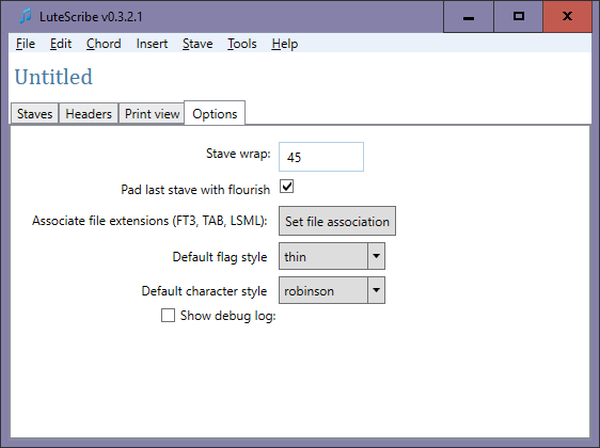 LuteScribe v0.3.2.1
File Edit Chord Insert Stave Tools Help
Untitled
Staves Headers Print view Options
Stave wrap: 45
Pad last stave with flourish
Associate file extensions (FT3, TAB, LSML): Set file association
Default flag style thin
Default character style robinson
Show debug log: